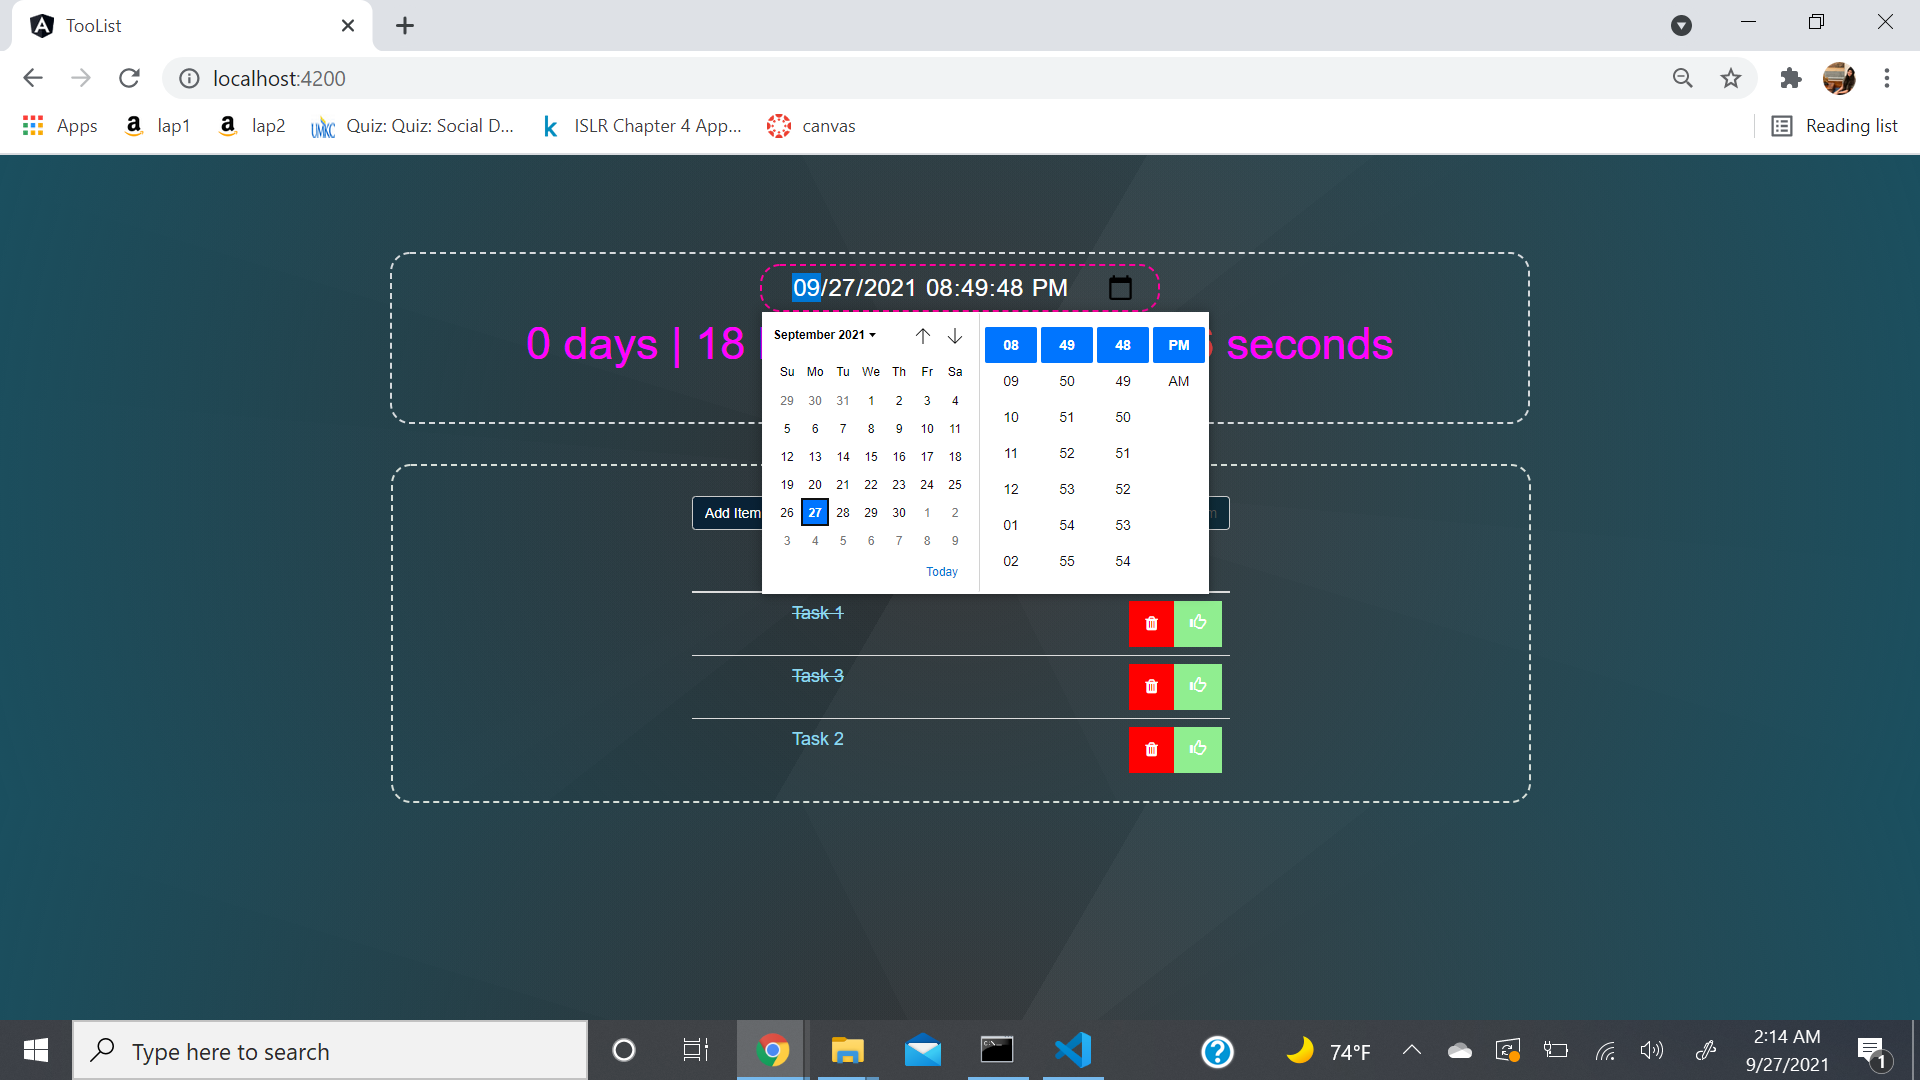 TooList
localhost:4200
Apps lap1 lap2 Quiz: Quiz: Social D... ISLR Chapter 4 App... canvas Reading list
09/27/2021 08:49:48 PM
0 days | 18 seconds
September 2021
Su Mo Tu We Th Fr Sa
29 30 31 1 2 3 4
5 6 7 8 9 10 11
12 13 14 15 16 17 18
19 20 21 22 23 24 25
26 27 28 29 30 1 2
3 4 5 6 7 8 9
Today
08 49 48 PM
09 50 49 AM
10 51 50
11 52 51
12 53 52
01 54 53
02 55 54
Add Item
Task 1
Task 3
Task 2
Type here to search
74°F
2:14 AM
9/27/2021
1